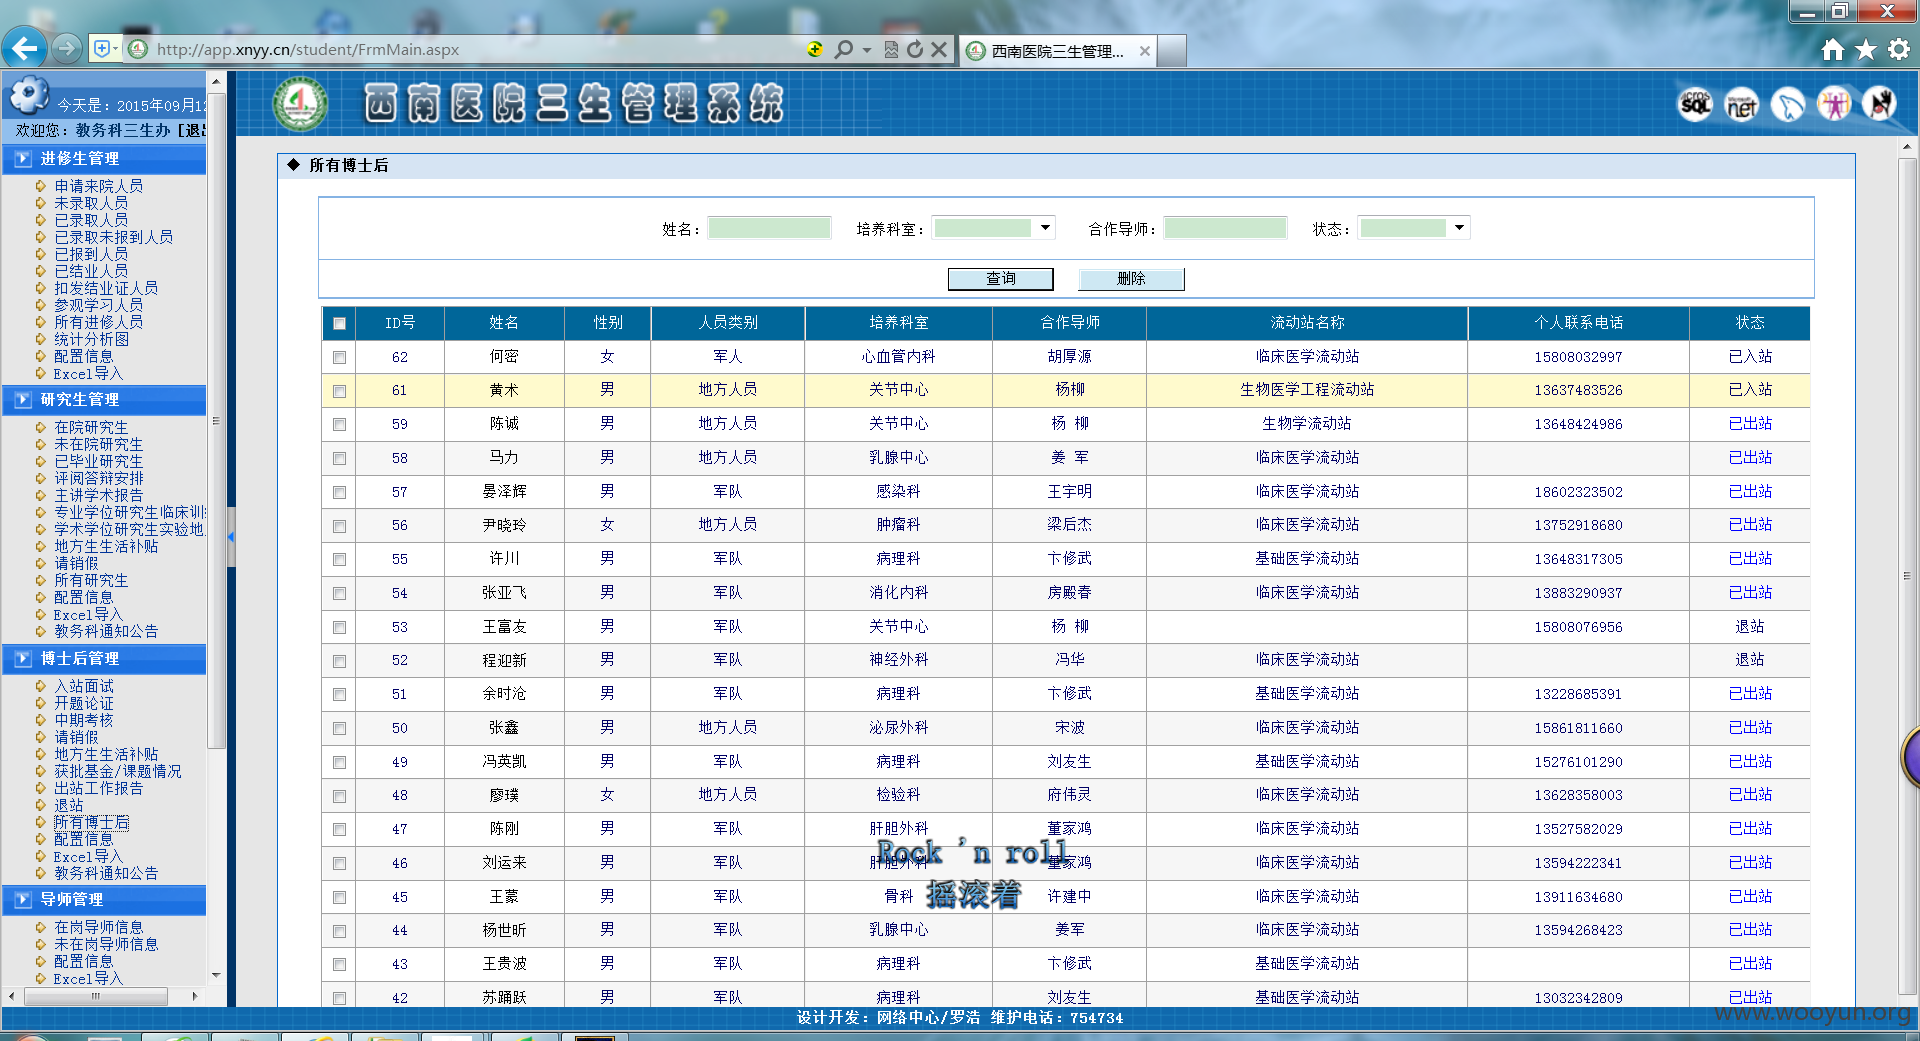 http://app.xnyy.cn/student/FrmMain.aspx
西南医院三生管理...
今天是：2015年09月12
欢迎您：教务科三生办 [退出
西南医院三生管理系统
进修生管理
申请来院人员
未录取人员
已录取人员
已录取未报到人员
已报到人员
已结业人员
扣发结业证人员
参观学习人员
所有进修人员
统计分析图
配置信息
Excel导入
研究生管理
在院研究生
未在院研究生
已毕业研究生
评阅答辩安排
主讲学术报告
专业学位研究生临床训
学术学位研究生实验地
地方生生活补贴
请销假
所有研究生
配置信息
Excel导入
教务科通知公告
博士后管理
入站面试
开题论证
中期考核
请销假
地方生生活补贴
获批基金/课题情况
出站工作报告
退站
所有博士后
配置信息
Excel导入
教务科通知公告
导师管理
在岗导师信息
未在岗导师信息
配置信息
Excel导入
◆ 所有博士后
姓名： 培养科室： 合作导师： 状态：
查询 删除
ID号 姓名 性别 人员类别 培养科室 合作导师 流动站名称 个人联系电话 状态
62 何密 女 军人 心血管内科 胡厚源 临床医学流动站 15808032997 已入站
61 黄术 男 地方人员 关节中心 杨柳 生物医学工程流动站 13637483526 已入站
59 陈诚 男 地方人员 关节中心 杨 柳 生物学流动站 13648424986 已出站
58 马力 男 地方人员 乳腺中心 姜 军 临床医学流动站 已出站
57 晏泽辉 男 军队 感染科 王宇明 临床医学流动站 18602323502 已出站
56 尹晓玲 女 地方人员 肿瘤科 梁后杰 临床医学流动站 13752918680 已出站
55 许川 男 军队 病理科 卞修武 基础医学流动站 13648317305 已出站
54 张亚飞 男 军队 消化内科 房殿春 临床医学流动站 13883290937 已出站
53 王富友 男 军队 关节中心 杨 柳 15808076956 退站
52 程迎新 男 军队 神经外科 冯华 临床医学流动站 退站
51 余时沧 男 军队 病理科 卞修武 基础医学流动站 13228685391 已出站
50 张鑫 男 地方人员 泌尿外科 宋波 临床医学流动站 15861811660 已出站
49 冯英凯 男 军队 病理科 刘友生 基础医学流动站 15276101290 已出站
48 廖璞 女 地方人员 检验科 府伟灵 临床医学流动站 13628358003 已出站
47 陈刚 男 军队 肝胆外科 董家鸿 临床医学流动站 13527582029 已出站
46 刘运来 男 军队 肝胆外科 董家鸿 临床医学流动站 13594222341 已出站
45 王蒙 男 军队 骨科 许建中 临床医学流动站 13911634680 已出站
44 杨世昕 男 军队 乳腺中心 姜军 临床医学流动站 13594268423 已出站
43 王贵波 男 军队 病理科 卞修武 基础医学流动站 已出站
42 苏踊跃 男 军队 病理科 刘友生 基础医学流动站 13032342809 已出站
Rock 'n roll
摇滚着
设计开发：网络中心/罗浩 维护电话：754734
www.wooyun.org